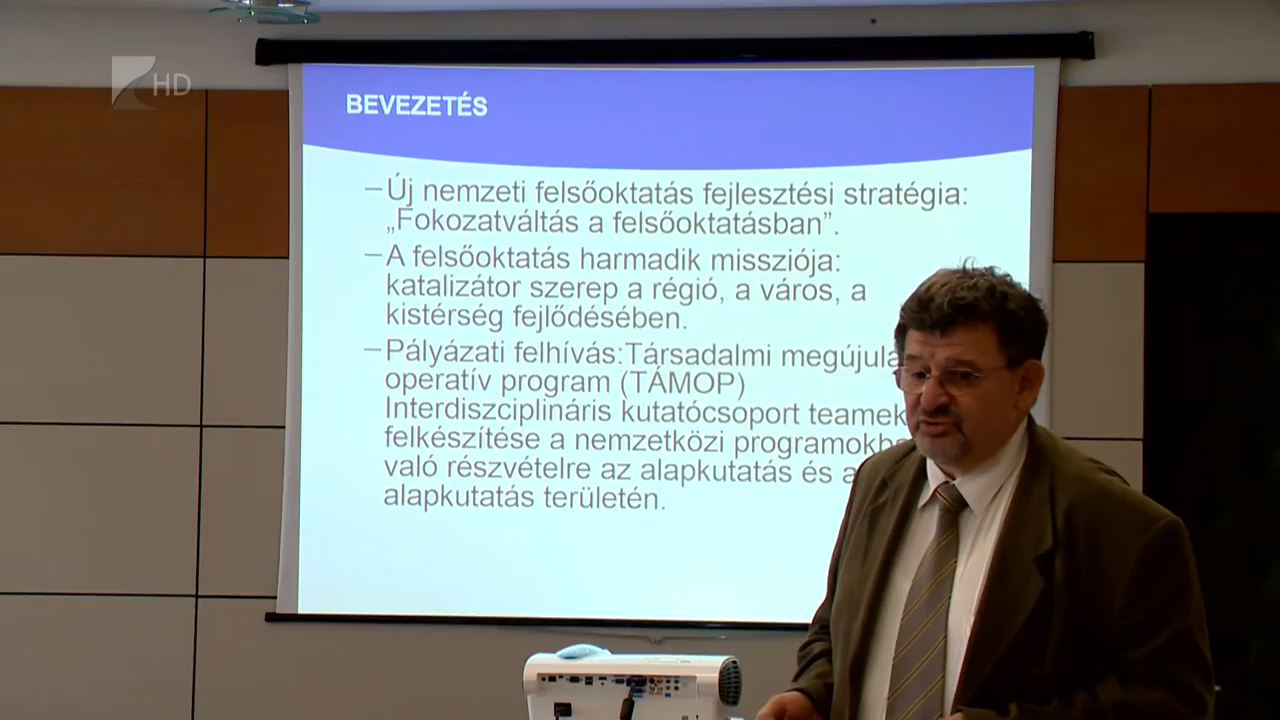 HD
BEVEZETÉS
–Új nemzeti felsőoktatás fejlesztési stratégia:
„Fokozatváltás a felsőoktatásban”.
–A felsőoktatás harmadik missziója:
katalizátor szerep a régió, a város, a
kistérség fejlődésében.
–Pályázati felhívás:Társadalmi megújulá
operatív program (TÁMOP)
Interdiszciplináris kutatócsoport teamek
felkészítése a nemzetközi programokba
való részvételre az alapkutatás és a
alapkutatás területén.